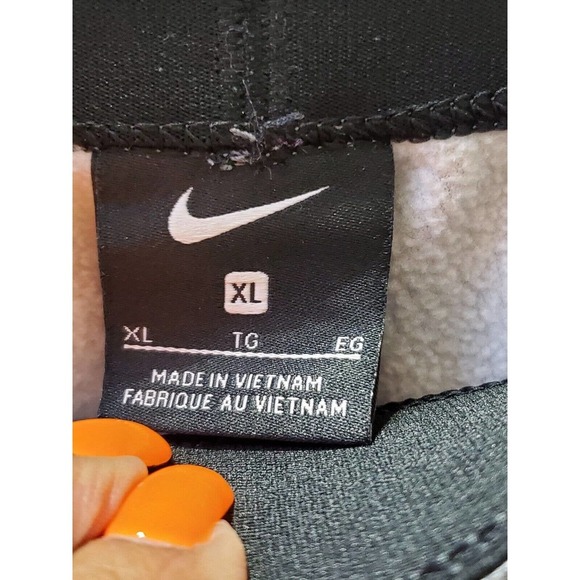 XL
XL TG EG
MADE IN VIETNAM
FABRIQUE AU VIETNAM